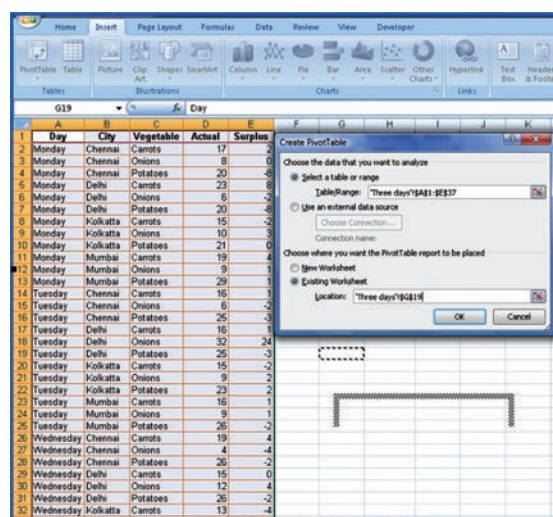 Home Insert Page Layout Formulas Data Review View Developer
PivotTable Table Picture Clip Art Shapes SmartArt Column Line Pie Bar Area Scatter Other Charts Hyperlink Text Box Header & Foote
Tables Illustrations Charts Links
G19 fx Day
A B C D E F G H I J K
1 Day City Vegetable Actual Surplus
2 Monday Chennai Carrots 17 2
3 Monday Chennai Onions 8 0
4 Monday Chennai Potatoes 20 -8
5 Monday Delhi Carrots 23 8
6 Monday Delhi Onions 6 -2
7 Monday Delhi Potatoes 20 -8
8 Monday Kolkatta Carrots 15 -2
9 Monday Kolkatta Onions 10 3
10 Monday Kolkatta Potatoes 21 0
11 Monday Mumbai Carrots 19 4
12 Monday Mumbai Onions 9 1
13 Monday Mumbai Potatoes 29 1
14 Tuesday Chennai Carrots 16 1
15 Tuesday Chennai Onions 6 -2
16 Tuesday Chennai Potatoes 25 -3
17 Tuesday Delhi Carrots 16 1
18 Tuesday Delhi Onions 32 24
19 Tuesday Delhi Potatoes 25 -3
20 Tuesday Kolkatta Carrots 15 -2
21 Tuesday Kolkatta Onions 9 2
22 Tuesday Kolkatta Potatoes 23 2
23 Tuesday Mumbai Carrots 16 1
24 Tuesday Mumbai Onions 9 1
25 Tuesday Mumbai Potatoes 26 -2
26 Wednesday Chennai Carrots 19 4
27 Wednesday Chennai Onions 4 -4
28 Wednesday Chennai Potatoes 26 -2
29 Wednesday Delhi Carrots 15 0
30 Wednesday Delhi Onions 12 4
31 Wednesday Delhi Potatoes 26 -2
32 Wednesday Kolkatta Carrots 13 -4
Create PivotTable
Choose the data that you want to analyze
Select a table or range
Table/Range: 'Three days'!$A$1:$E$37
Use an external data source
Choose Connection...
Connection name:
Choose where you want the PivotTable report to be placed
New Worksheet
Existing Worksheet
Location: 'Three days'!$G$19
OK Cancel